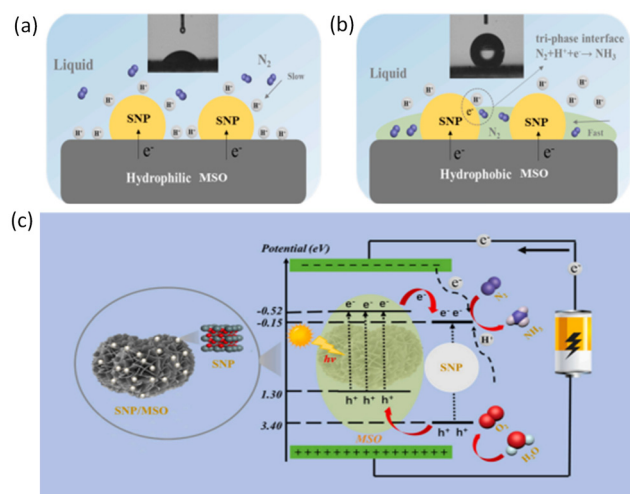 (a)
Liquid
N2
H+
Slow
H+
H+
H+
SNP
SNP
H+
H+
H+
H+
H+
H+
e-
e-
Hydrophilic MSO
(b)
tri-phase interface
N2+H++e-→ NH3
Liquid
H+
H+
H+
e-
SNP
N2
SNP
Fast
e-
e-
Hydrophobic MSO
(c)
Potential (eV)
e-
e-
e-
e-
N2
e- e- e-
-0.52
e- e-
-0.15
NH3
H+
hv
SNP
SNP
SNP/MSO
h+ h+ h+
1.30
O2
3.40
h+ h+
MSO
H2O